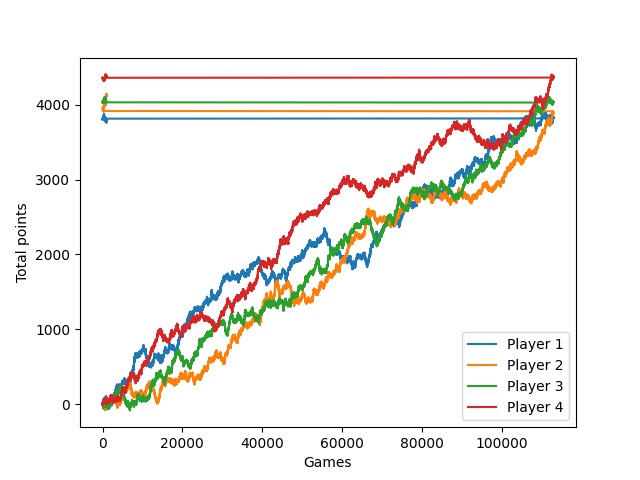 4000
3000
2000
1000
0
Total points
0
20000
40000
60000
80000
100000
Games
Player 1
Player 2
Player 3
Player 4